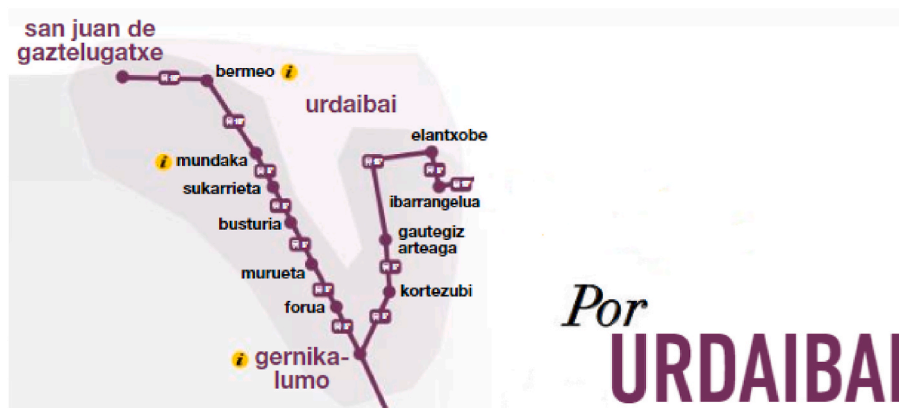 san juan de
gaztelugatxe
bermeo i
urdaibai
elantxobe
i mundaka
sukarrieta
ibarrangelua
busturia
gautegiz
arteaga
murueta
kortezubi
forua
i gernika-
lumo
Por
URDAIBAI